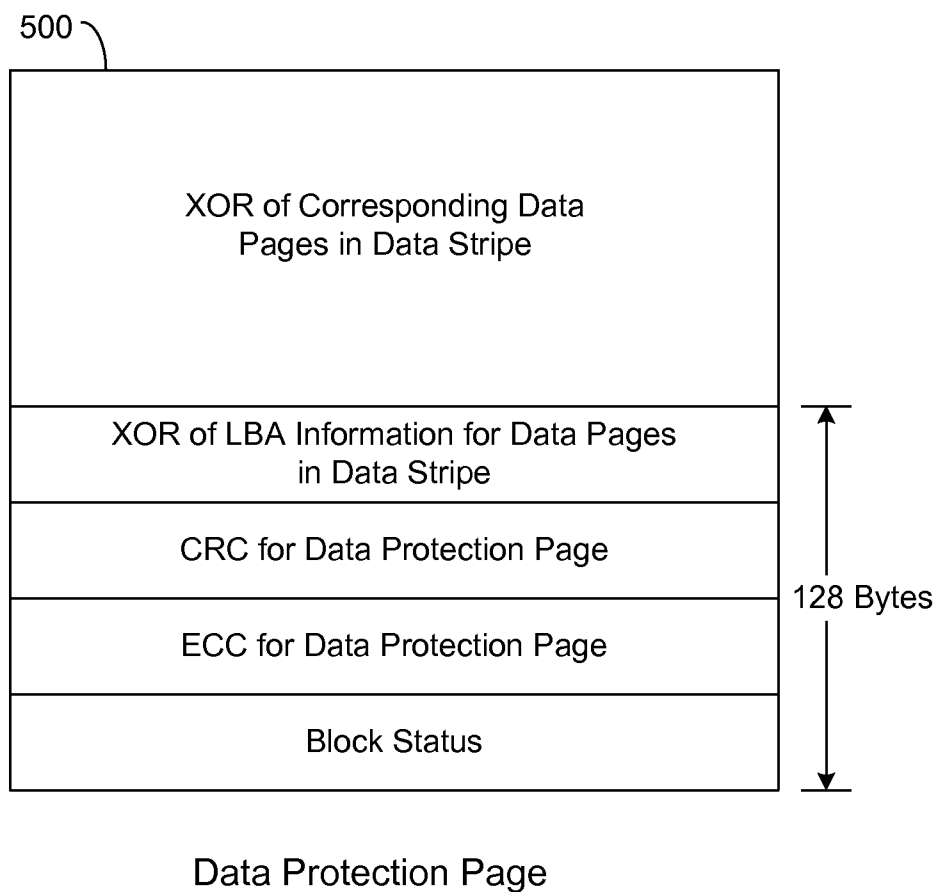 500
XOR of Corresponding Data
Pages in Data Stripe
XOR of LBA Information for Data Pages
in Data Stripe
CRC for Data Protection Page
128 Bytes
ECC for Data Protection Page
Block Status
Data Protection Page